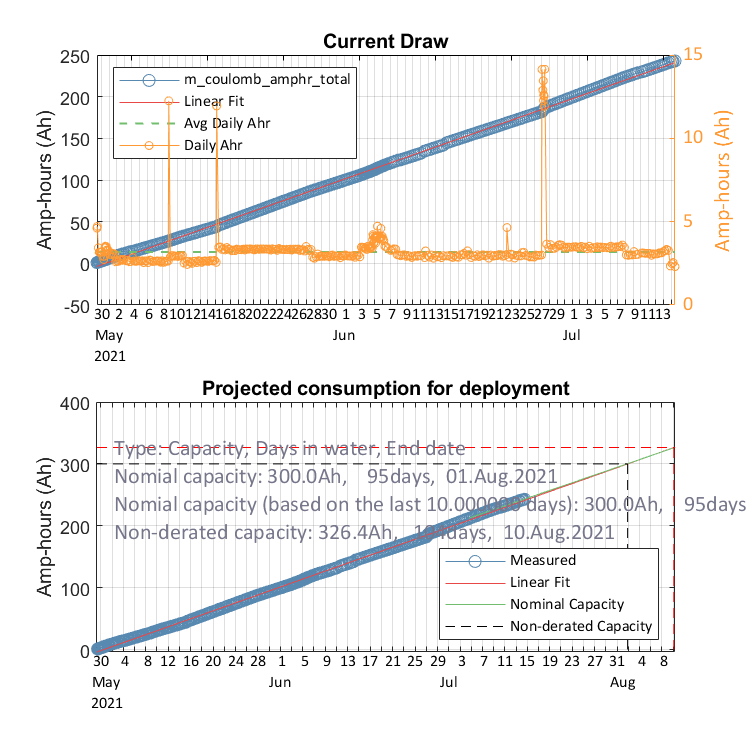 Current Draw
250
200
150
100
50
0
-50
Amp-hours (Ah)
15
10
5
0
Amp-hours (Ah)
m_coulomb_amphr_total
Linear Fit
Avg Daily Ahr
Daily Ahr
30 2 4 6 8 10 12 14 16 18 20 22 24 26 28 30 1 3 5 7 9 11 13 15 17 19 21 23 25 27 29 1 3 5 7 9 11 13
May Jun Jul
2021
Projected consumption for deployment
400
300
200
100
0
Amp-hours (Ah)
Type: Capacity, Days in water, End date
Nomial capacity: 300.0Ah, 95days, 01.Aug.2021
Nomial capacity (based on the last 10.000000 days): 300.0Ah, 95days
Non-derated capacity: 326.4Ah, 104days, 10.Aug.2021
Measured
Linear Fit
Nominal Capacity
Non-derated Capacity
30 4 8 12 16 20 24 28 1 5 9 13 17 21 25 29 3 7 11 15 19 23 27 31 4 8
May Jun Jul Aug
2021